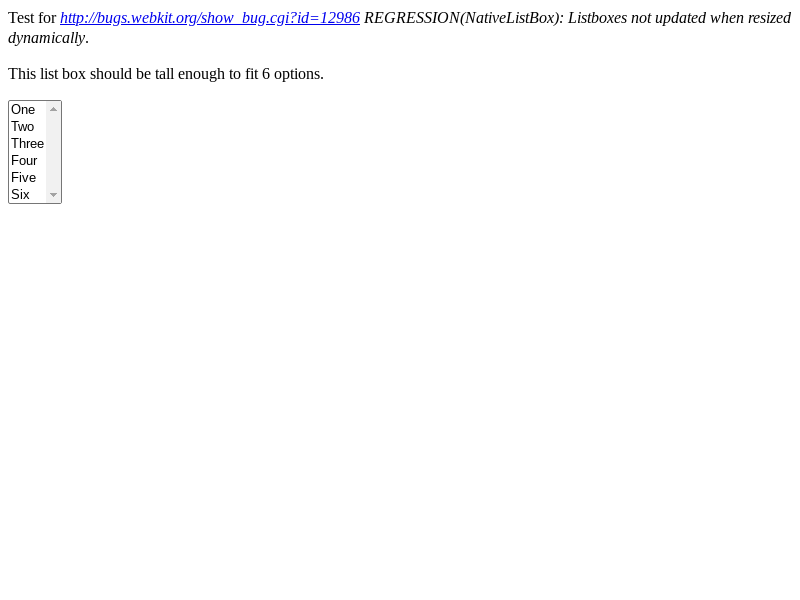 Test for http://bugs.webkit.org/show_bug.cgi?id=12986 REGRESSION(NativeListBox): Listboxes not updated when resized
dynamically.
This list box should be tall enough to fit 6 options.
One
Two
Three
Four
Five
Six